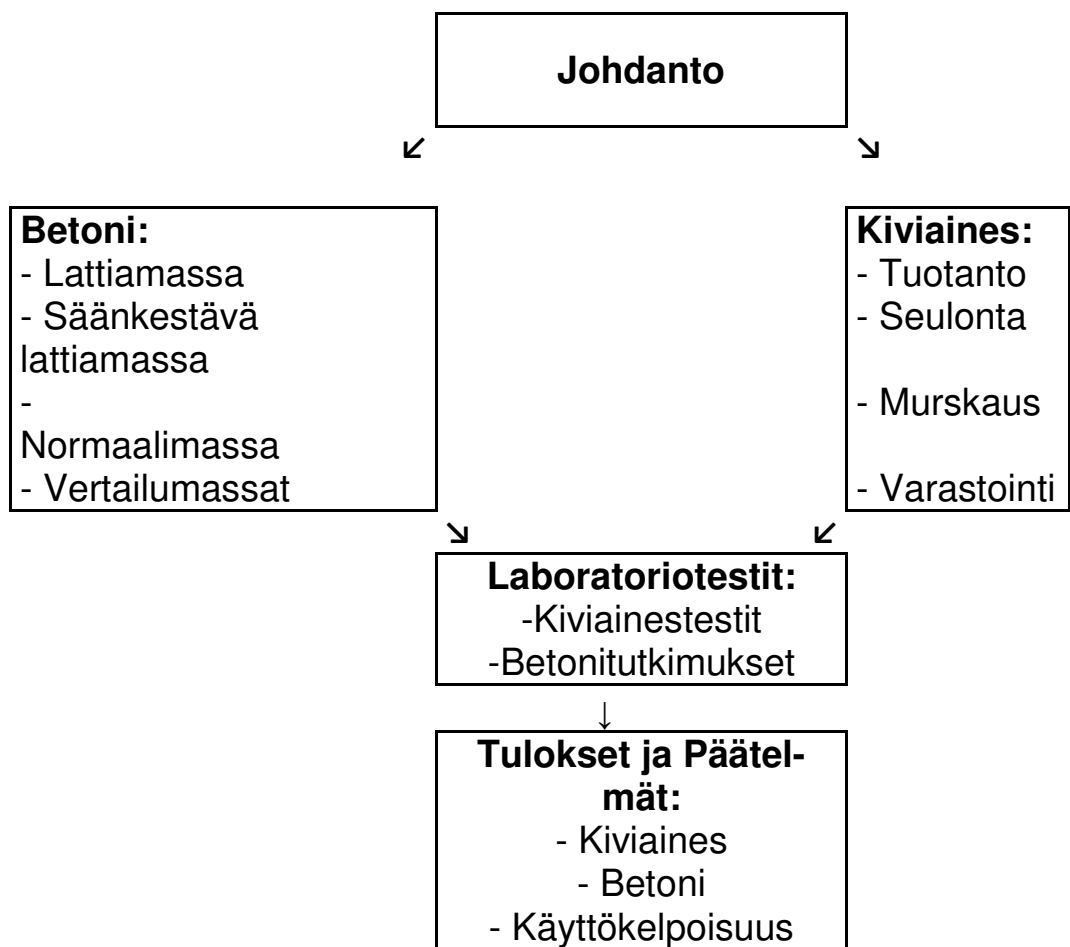 Johdanto
↙ ↘
Betoni:
- Lattiamassa
- Säänkestävä
lattiamassa
-
Normaalimassa
- Vertailumassat
Kiviaines:
- Tuotanto
- Seulonta
- Murskaus
- Varastointi
↘ ↙
Laboratoriotestit:
-Kiviainestestit
-Betonitutkimukset
↓
Tulokset ja Päätel-
mät:
- Kiviaines
- Betoni
- Käyttökelpoisuus